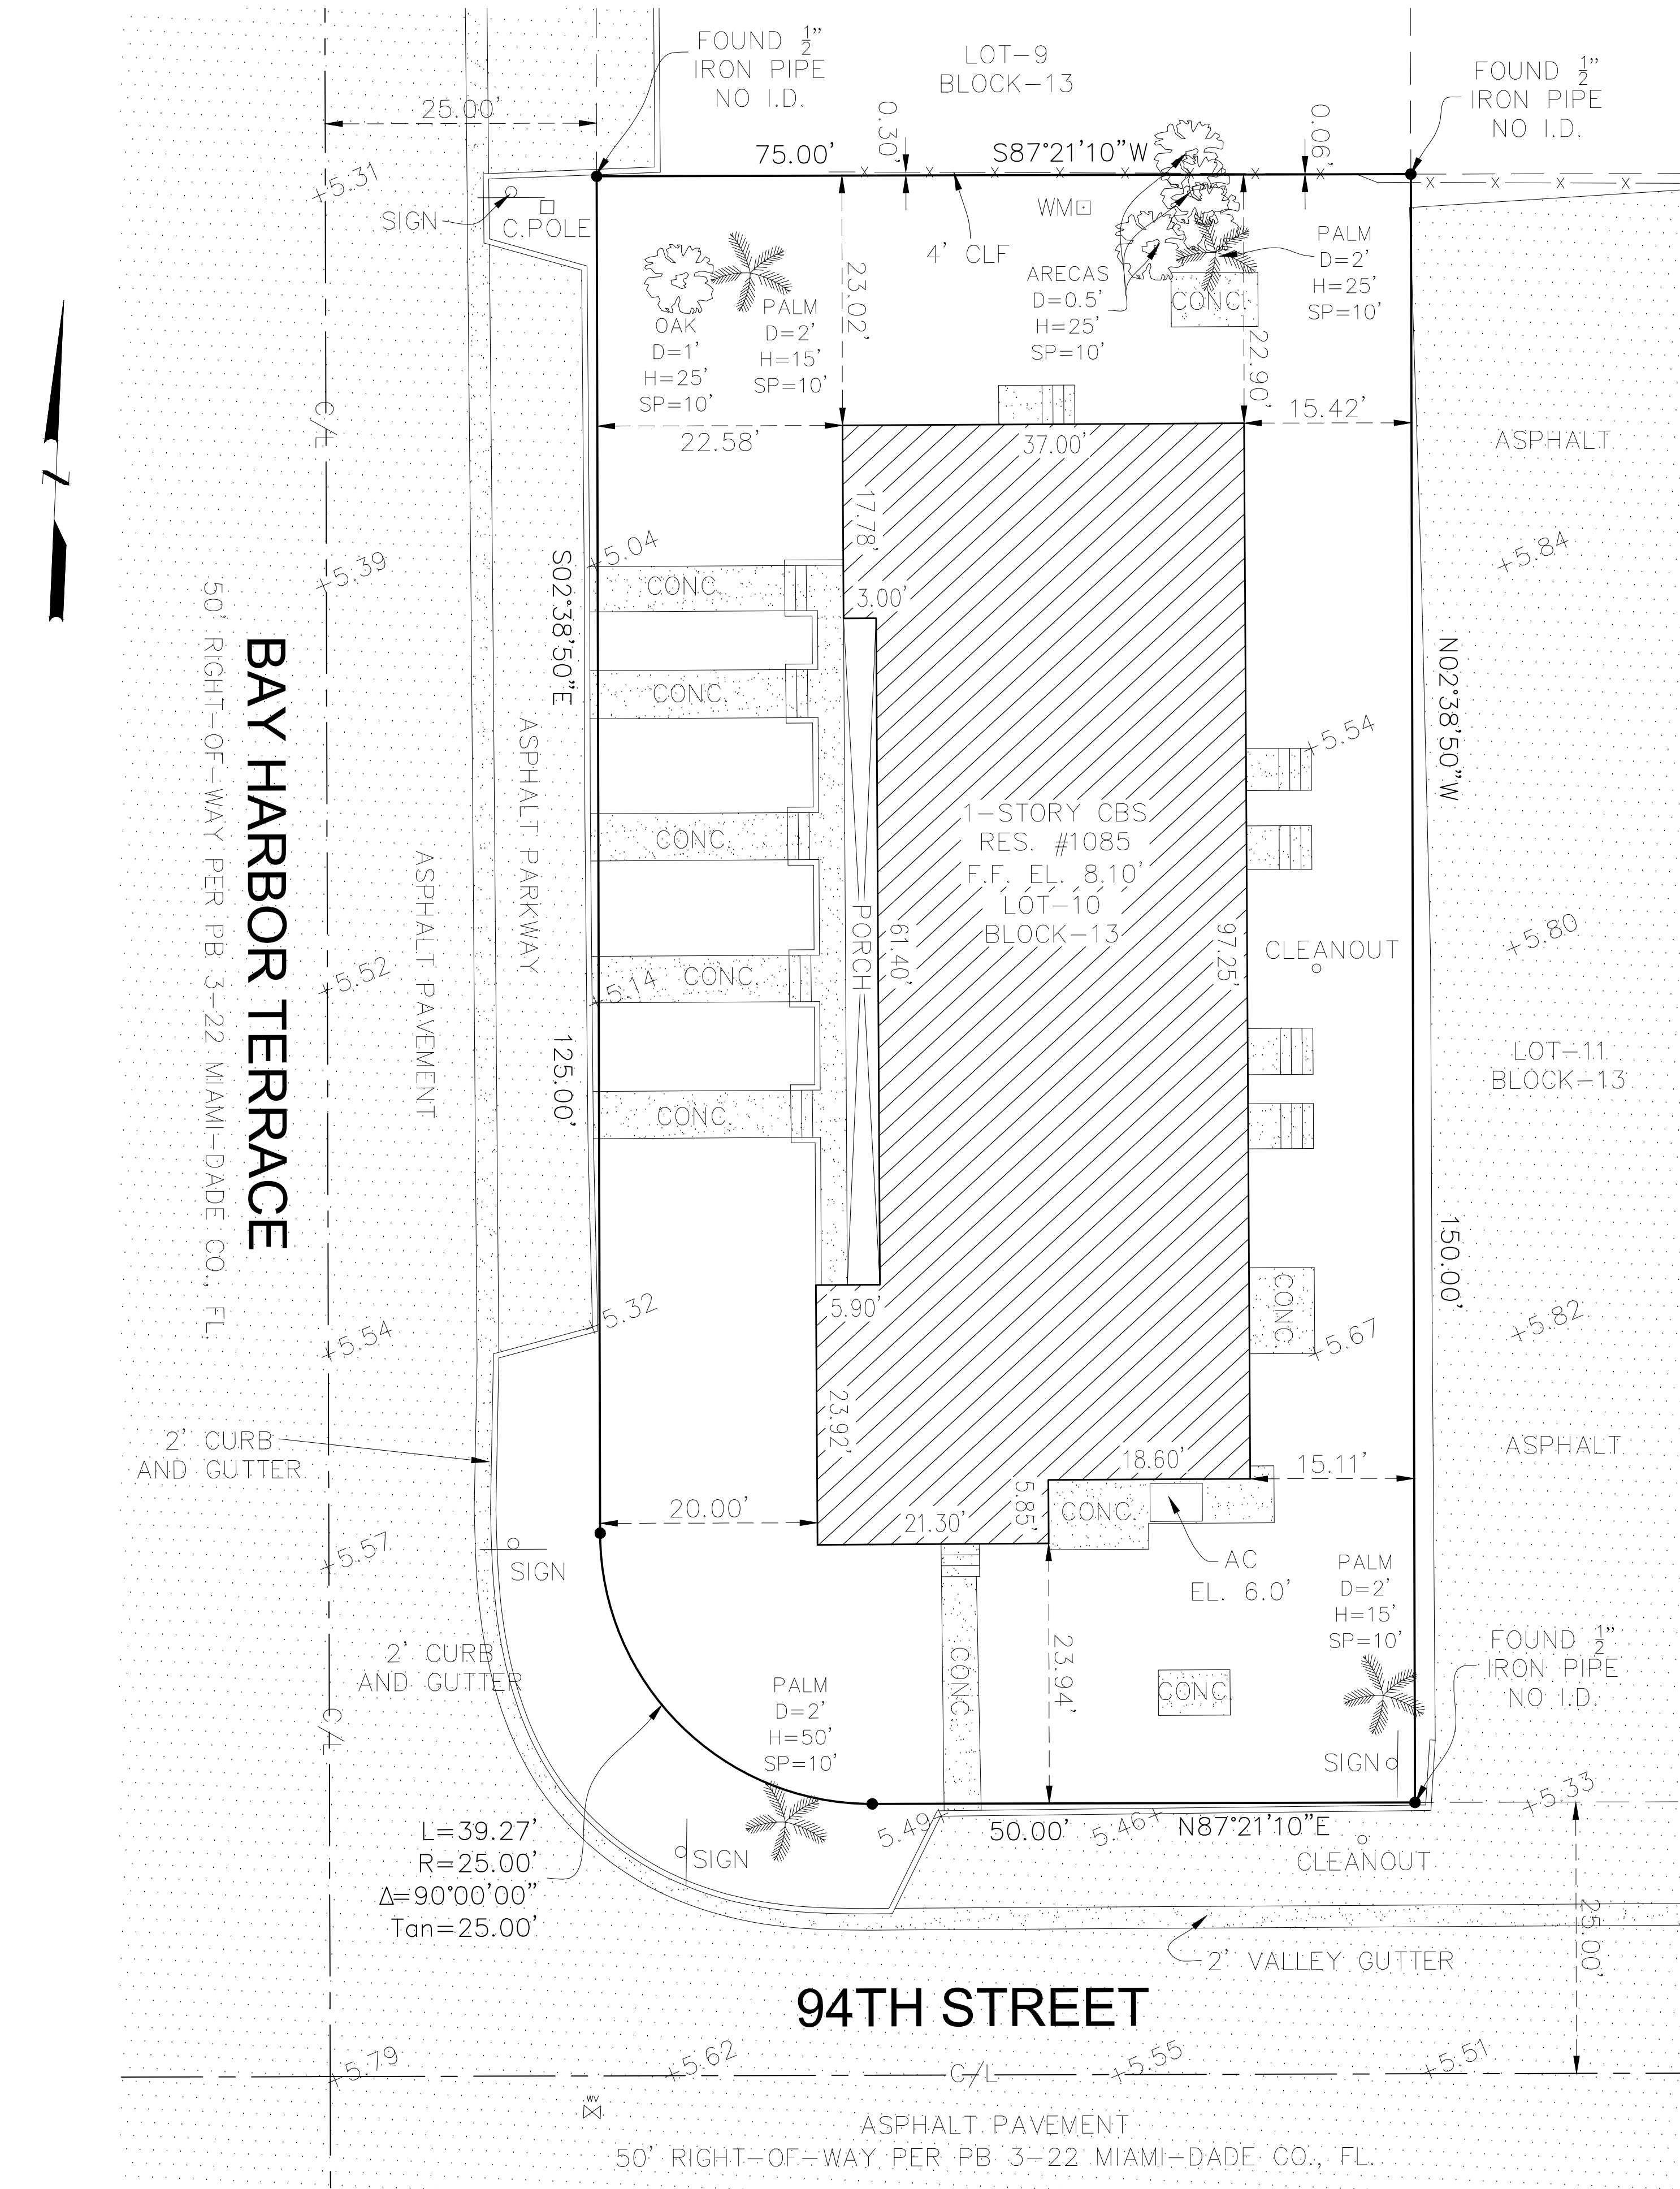 FOUND 1/2"
IRON PIPE
NO I.D.
LOT-9
BLOCK-13
FOUND 1/2"
IRON PIPE
NO I.D.
25.00'
75.00'
0.30'
S87°21'10"W
0.06'
+5.31
SIGN
C.POLE
WM
4' CLF
ARECAS
D=0.5'
H=25'
SP=10'
CONC.
PALM
D=2'
H=25'
SP=10'
OAK
D=1'
H=25'
SP=10'
PALM
D=2'
H=15'
SP=10'
23.02'
22.90'
15.42'
22.58'
37.00'
C/L
ASPHALT
17.78'
3.00'
S02°38'50"E
+5.04
CONC.
+5.39
+5.84
N02°38'50"W
BAY HARBOR TERRACE
50' RIGHT-OF-WAY PER PB 3-22 MIAMI-DADE CO., FL.
ASPHALT PARKWAY
ASPHALT PAVEMENT
CONC.
+5.54
1-STORY CBS
RES. #1085
F.F. EL. 8.10'
LOT-10
BLOCK-13
CONC.
PORCH
61.40'
97.25'
CLEANOUT
+5.80
+5.52
+5.14
CONC.
125.00'
LOT-11
BLOCK-13
CONC.
150.00'
+5.32
5.90'
CONC.
+5.67
+5.82
+5.54
23.92'
2' CURB
AND GUTTER
18.60'
15.11'
ASPHALT
20.00'
21.30'
5.85'
CONC.
+5.57
SIGN
AC
EL. 6.0'
PALM
D=2'
H=15'
SP=10'
FOUND 1/2"
IRON PIPE
NO I.D.
2' CURB
AND GUTTER
C/L
23.94'
CONC.
CONC.
PALM
D=2'
H=50'
SP=10'
SIGN
+5.33
L=39.27'
R=25.00'
Δ=90°00'00"
Tan=25.00'
SIGN
5.49+
50.00'
5.46+
N87°21'10"E
CLEANOUT
25.00'
2' VALLEY GUTTER
94TH STREET
+5.79
+5.62
C/L
+5.55
+5.51
WV
ASPHALT PAVEMENT
50' RIGHT-OF-WAY PER PB 3-22 MIAMI-DADE CO., FL.
Z